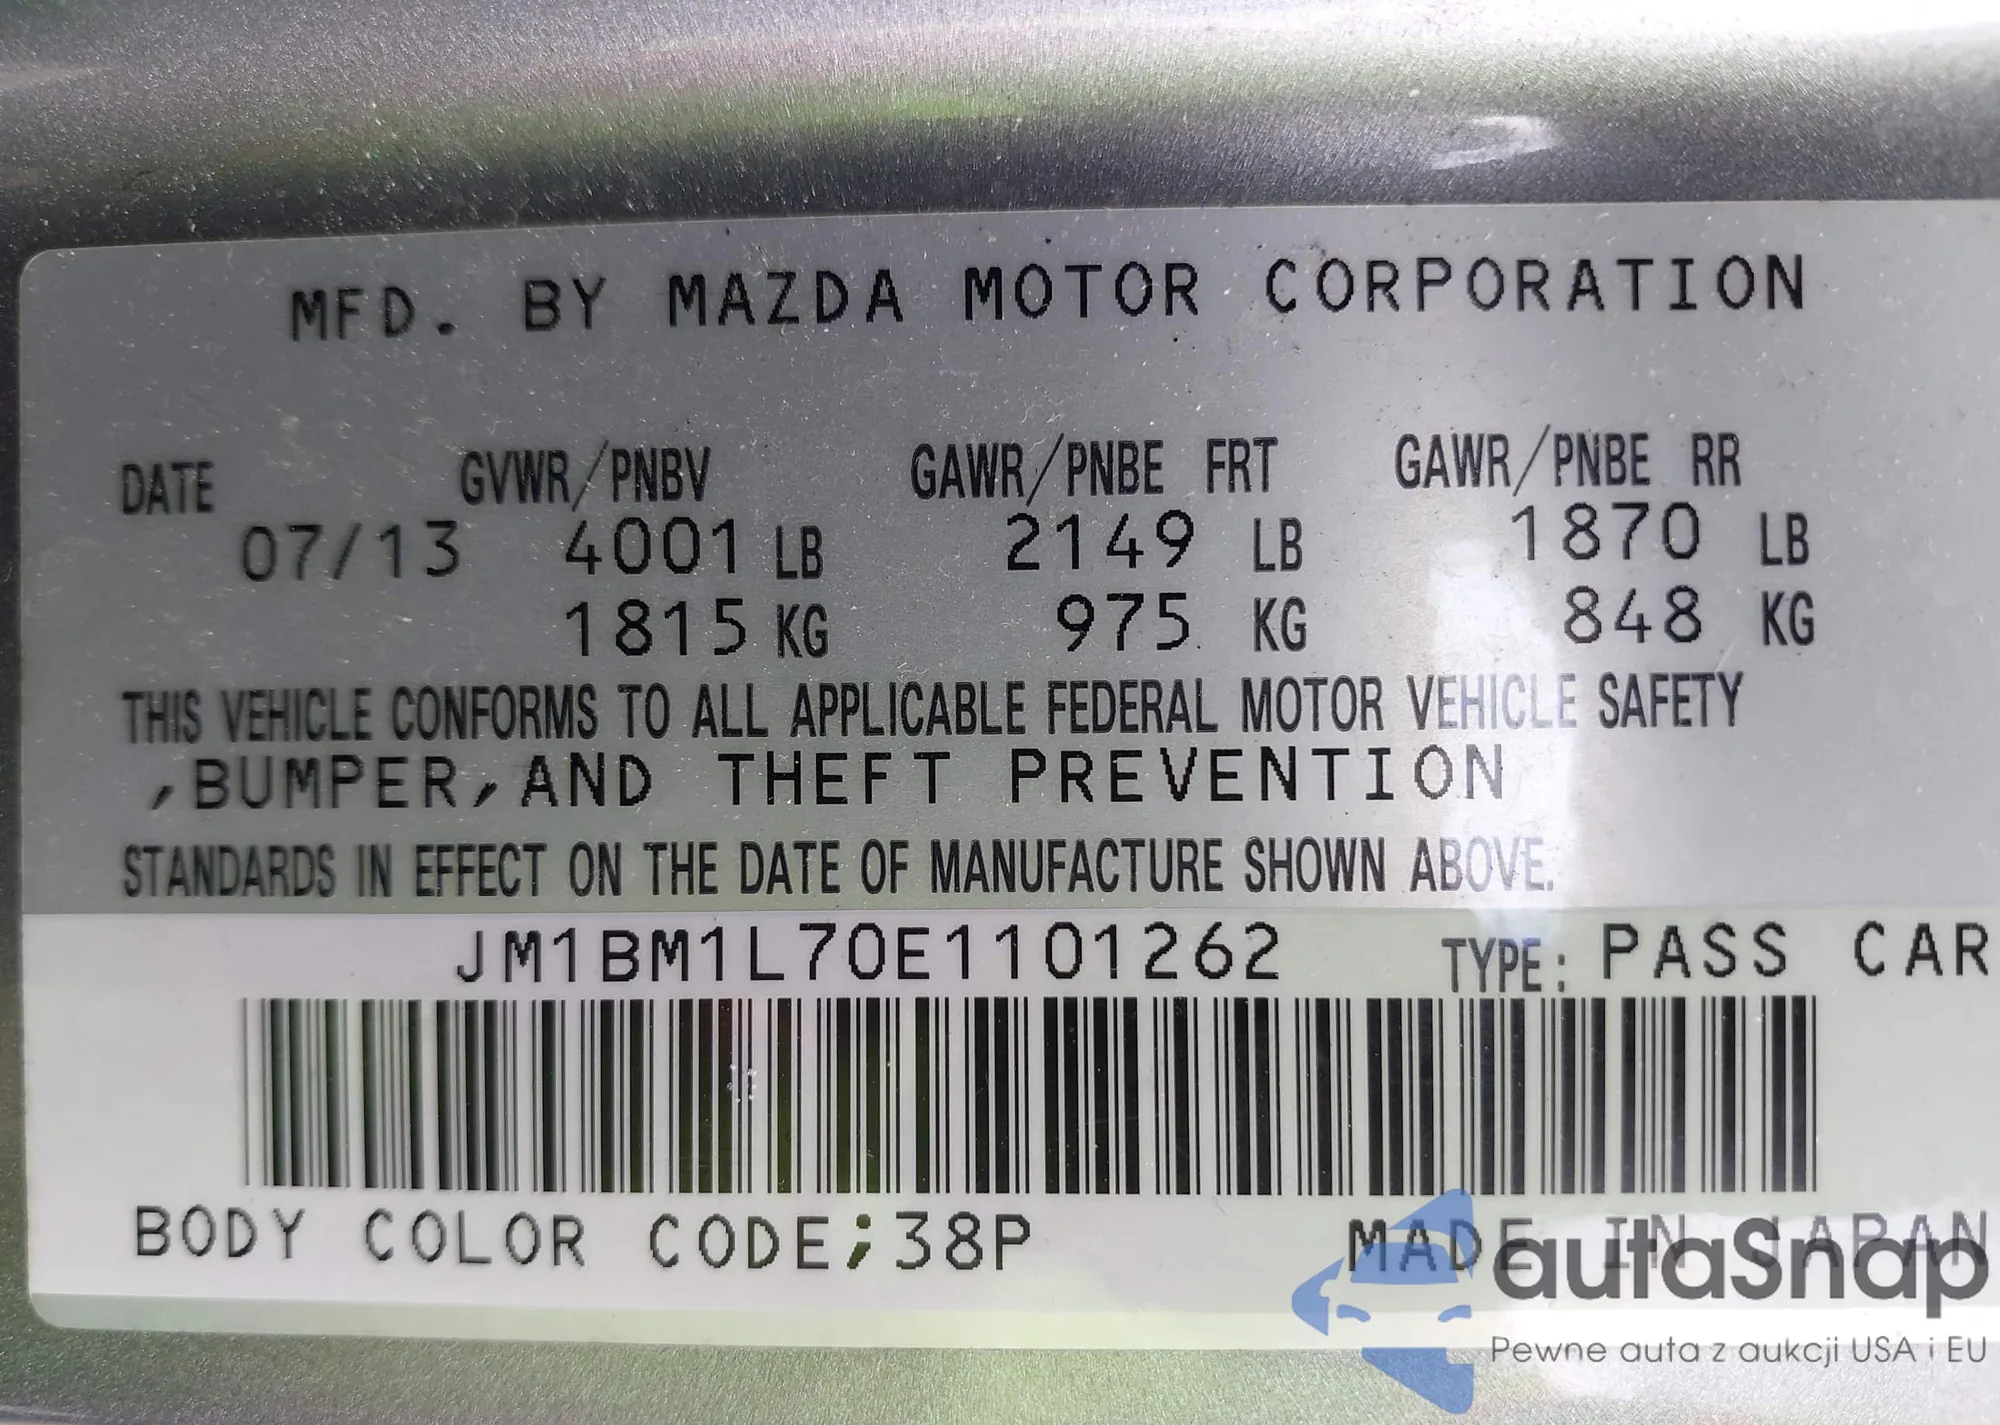 MFD. BY MAZDA MOTOR CORPORATION
DATE GVWR/PNBV GAWR/PNBE FRT GAWR/PNBE RR
07/13 4001 LB 2149 LB 1870 LB
1815 KG 975 KG 848 KG
THIS VEHICLE CONFORMS TO ALL APPLICABLE FEDERAL MOTOR VEHICLE SAFETY
,BUMPER,AND THEFT PREVENTION
STANDARDS IN EFFECT ON THE DATE OF MANUFACTURE SHOWN ABOVE.
JM1BM1L70E1101262 TYPE: PASS CAR
BODY COLOR CODE;38P MADE IN JAPAN
autaSnap
Pewne auta z aukcji USA i EU